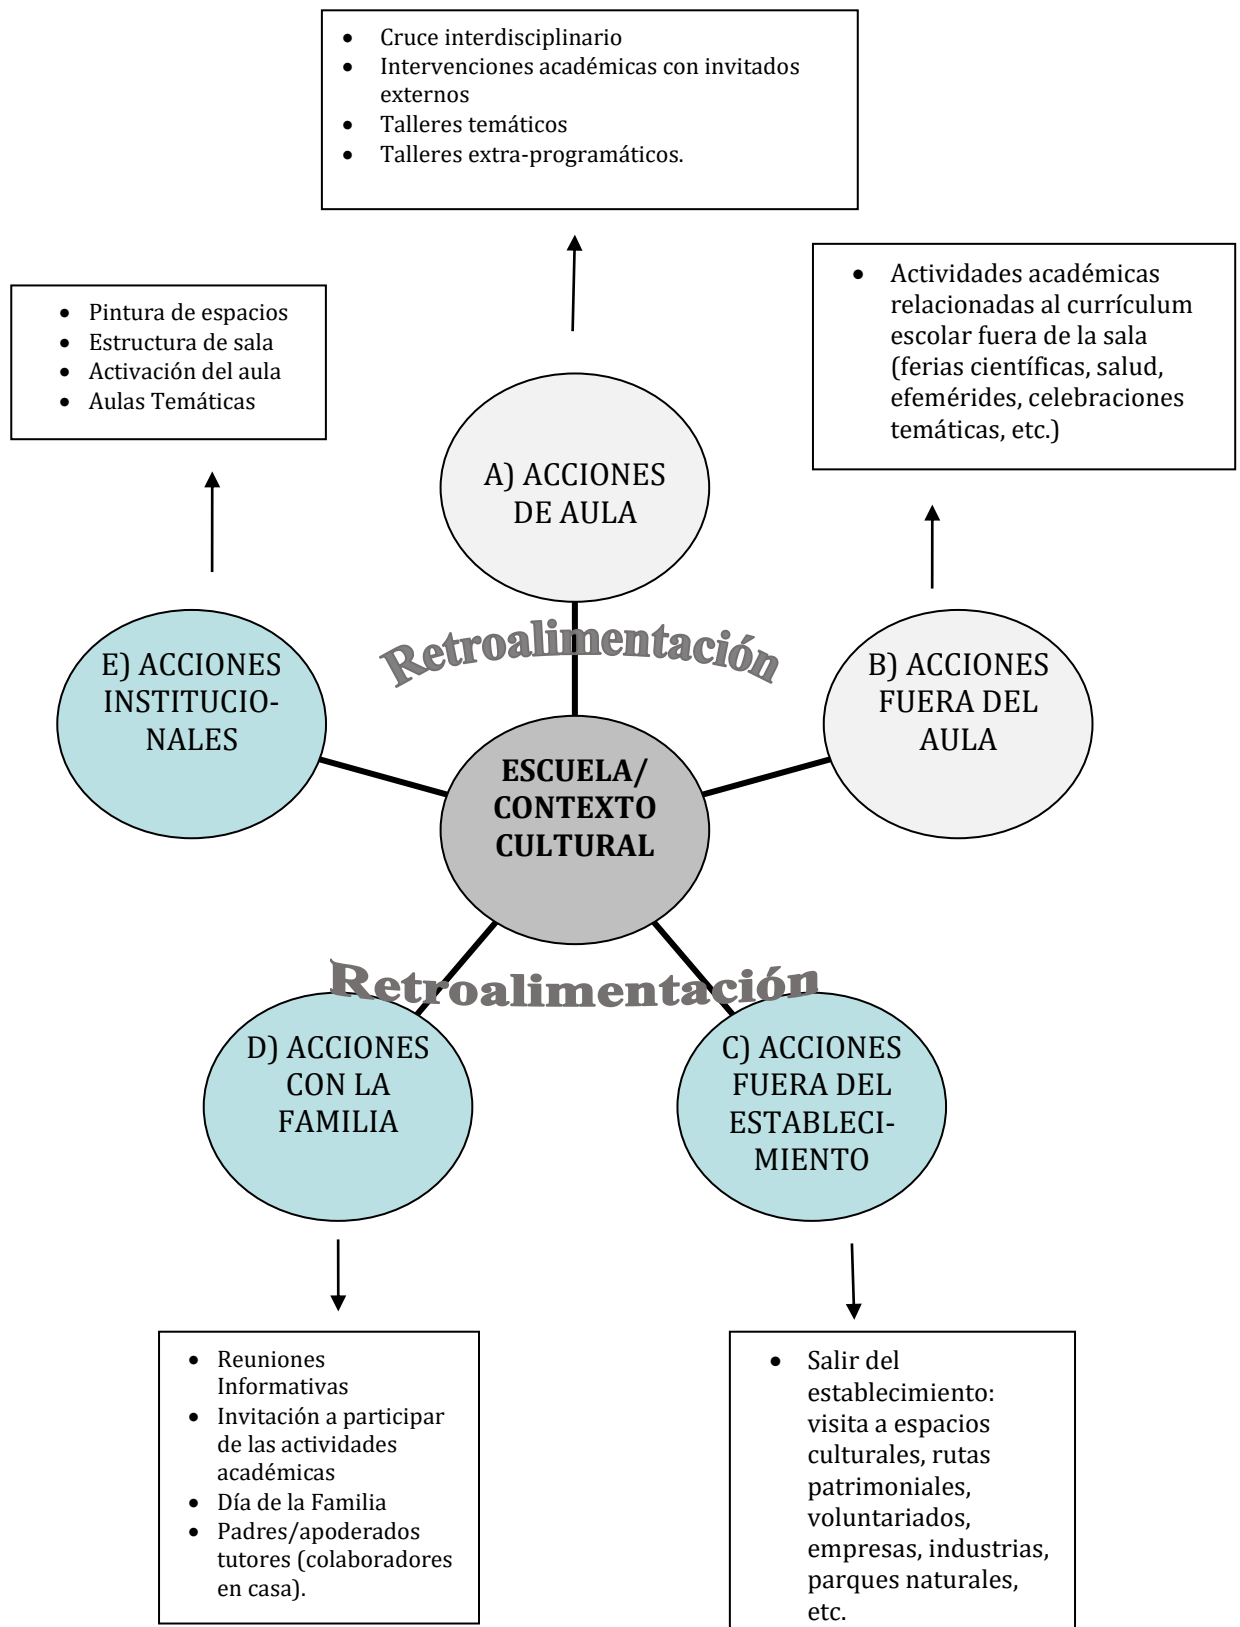 • Cruce interdisciplinario
• Intervenciones académicas con invitados
externos
• Talleres temáticos
• Talleres extra-programáticos.
• Actividades académicas
relacionadas al currículum
escolar fuera de la sala
(ferias científicas, salud,
efemérides, celebraciones
temáticas, etc.)
• Pintura de espacios
• Estructura de sala
• Activación del aula
• Aulas Temáticas
A) ACCIONES
DE AULA
Retroalimentación
E) ACCIONES
INSTITUCIO-
NALES
B) ACCIONES
FUERA DEL
AULA
ESCUELA/
CONTEXTO
CULTURAL
Retroalimentación
D) ACCIONES
CON LA
FAMILIA
C) ACCIONES
FUERA DEL
ESTABLECI-
MIENTO
• Reuniones
Informativas
• Invitación a participar
de las actividades
académicas
• Día de la Familia
• Padres/apoderados
tutores (colaboradores
en casa).
• Salir del
establecimiento:
visita a espacios
culturales, rutas
patrimoniales,
voluntariados,
empresas, industrias,
parques naturales,
etc.